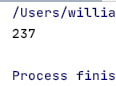 /Users/willia
237
Process finis